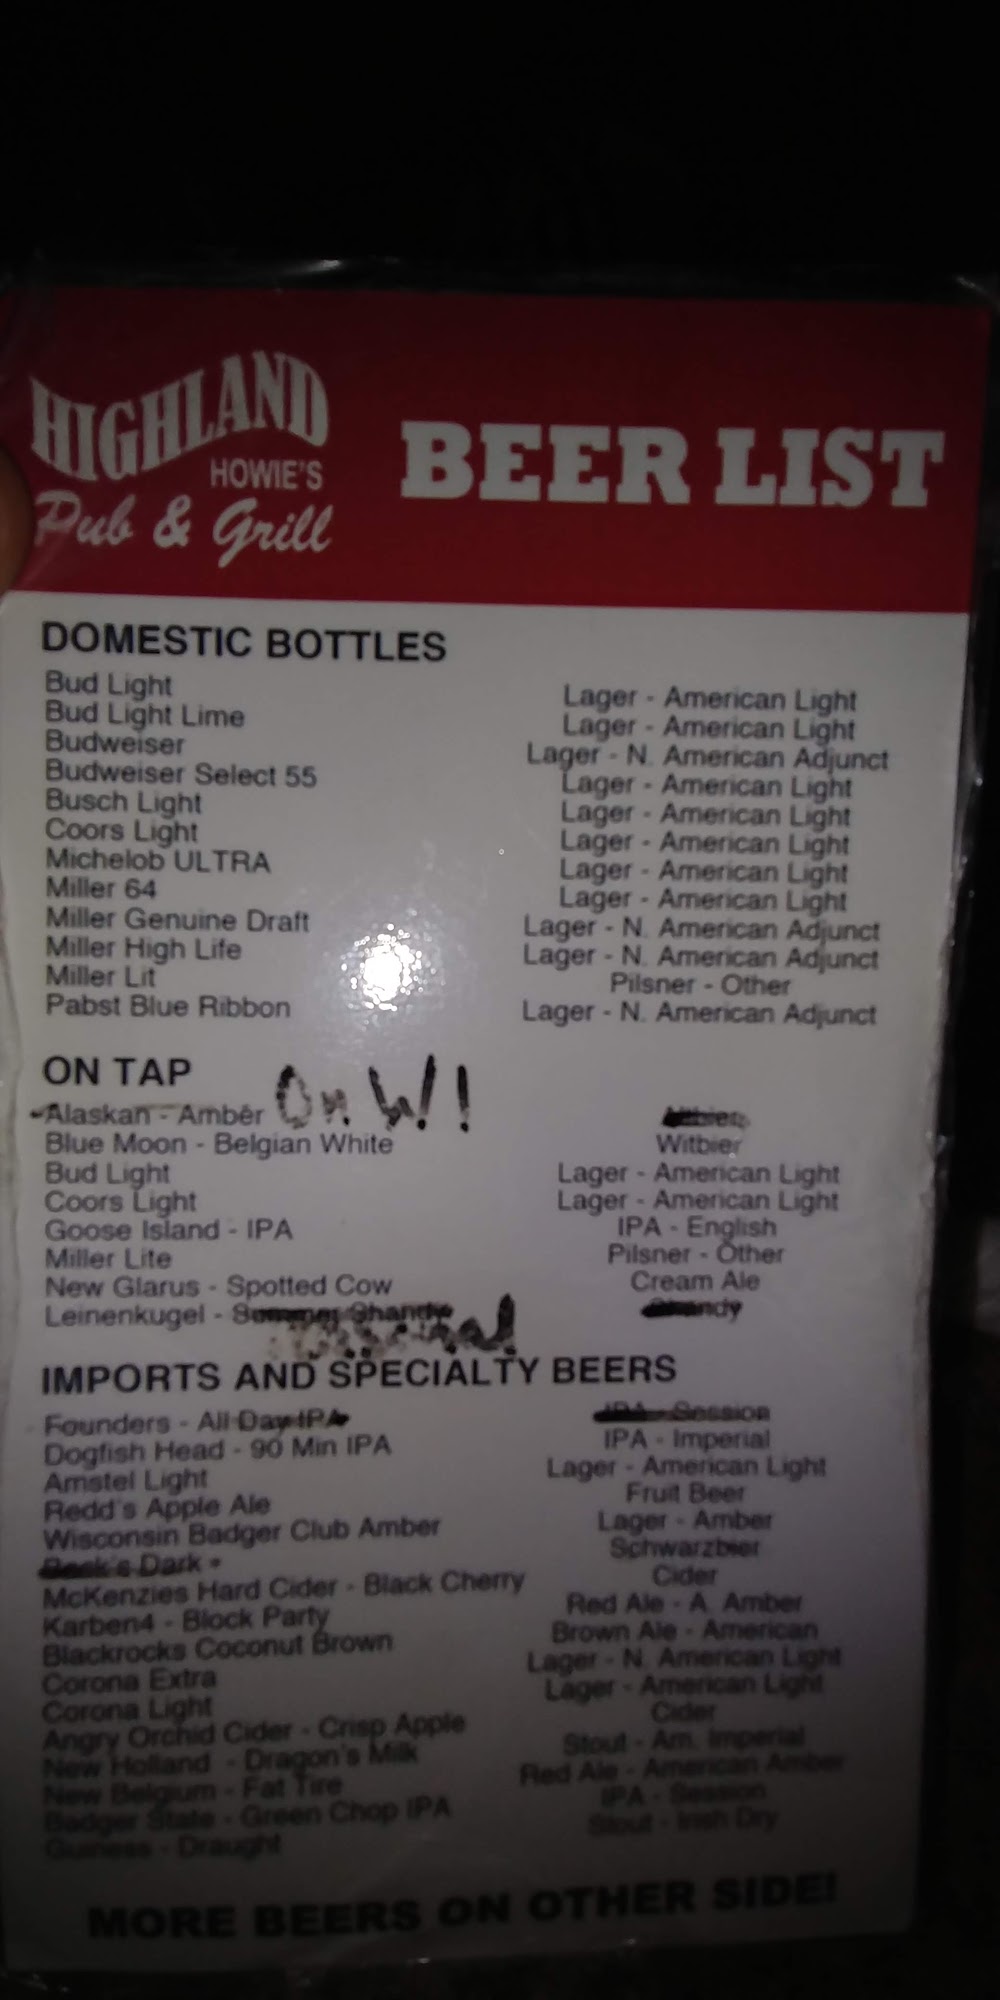 HIGHLAND
HOWIE'S
Pub & Grill
BEER LIST
DOMESTIC BOTTLES
Bud Light Lager - American Light
Bud Light Lime Lager - American Light
Budweiser Lager - N. American Adjunct
Budweiser Select 55 Lager - American Light
Busch Light Lager - American Light
Coors Light Lager - American Light
Michelob ULTRA Lager - American Light
Miller 64 Lager - American Light
Miller Genuine Draft Lager - N. American Adjunct
Miller High Life Lager - N. American Adjunct
Miller Lit Pilsner - Other
Pabst Blue Ribbon Lager - N. American Adjunct
ON TAP
On W!
Alaskan - Amber
Blue Moon - Belgian White Witbier
Bud Light Lager - American Light
Coors Light Lager - American Light
Goose Island - IPA IPA - English
Miller Lite Pilsner - Other
New Glarus - Spotted Cow Cream Ale
Leinenkugel - Summer Shandy Shandy
IMPORTS AND SPECIALTY BEERS
Founders - All Day IPA IPA - Session
Dogfish Head - 90 Min IPA IPA - Imperial
Amstel Light Lager - American Light
Redd's Apple Ale Fruit Beer
Wisconsin Badger Club Amber Lager - Amber
Beck's Dark Schwarzbier
McKenzies Hard Cider - Black Cherry Cider
Karben4 - Block Party Red Ale - A. Amber
Blackrocks Coconut Brown Brown Ale - American
Corona Extra Lager - N. American Light
Corona Light Lager - American Light
Angry Orchid Cider - Crisp Apple Cider
New Holland - Dragon's Milk Stout - Am. Imperial
New Belgium - Fat Tire Red Ale - American Amber
Badger State - Green Chop IPA IPA - Session
Guiness - Draught Stout - Irish Dry
MORE BEERS ON OTHER SIDE!